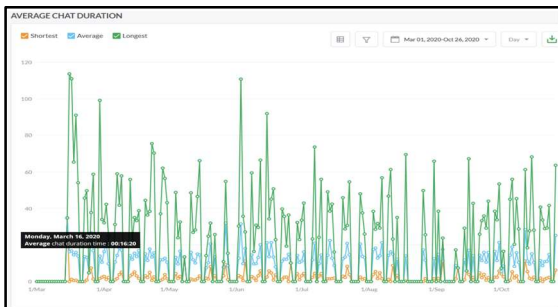 AVERAGE CHAT DURATION
Shortest Average Longest
Mar 01, 2020-Oct 26, 2020 Day
120
100
80
60
40
20
0
Monday, March 16, 2020
Average chat duration time : 00:16:20
1/Mar 1/Apr 1/May 1/Jun 1/Jul 1/Aug 1/Sep 1/Oct